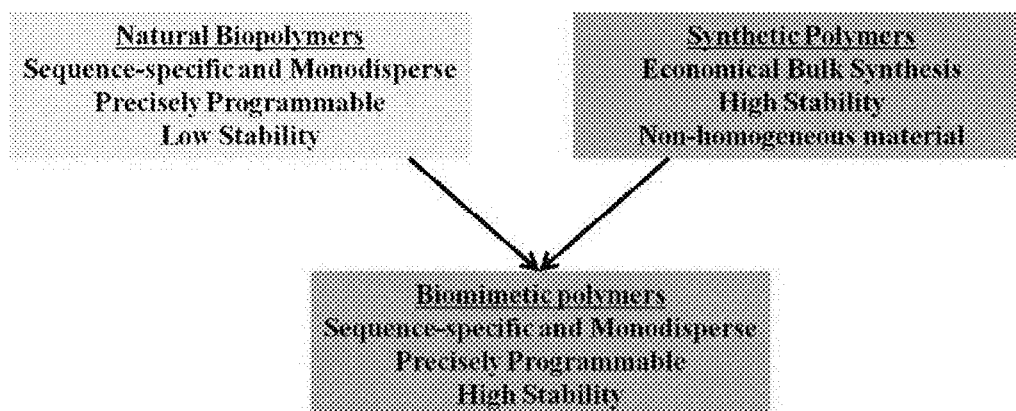 Natural Biopolymers
Sequence-specific and Monodisperse
Precisely Programmable
Low Stability
Synthetic Polymers
Economical Bulk Synthesis
High Stability
Non-homogeneous material
Biomimetic polymers
Sequence-specific and Monodisperse
Precisely Programmable
High Stability